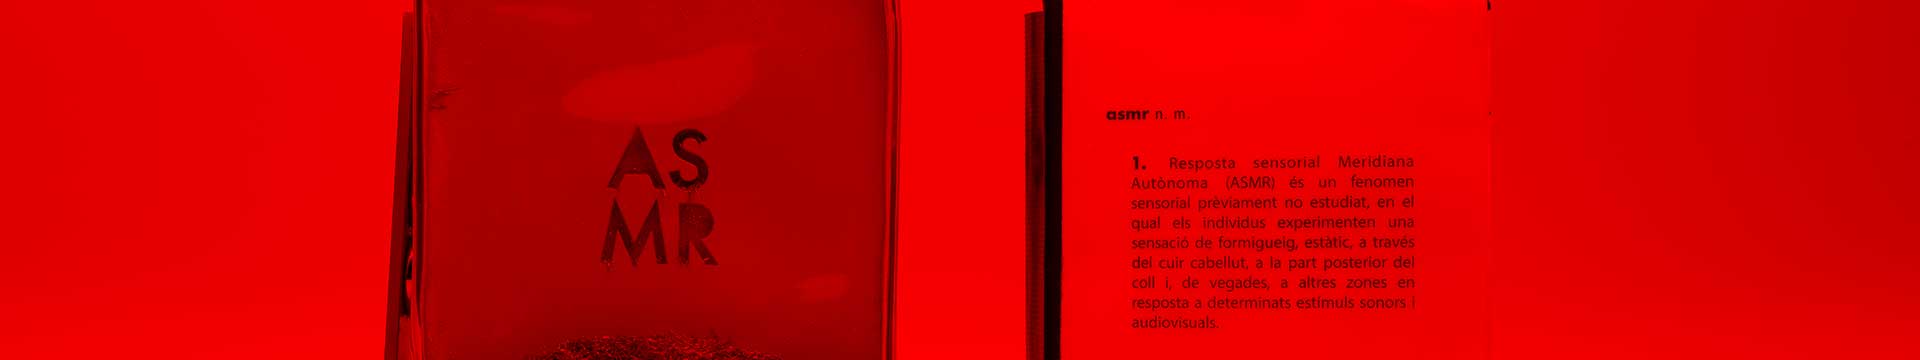 AS
MR
asmr n. m.
1. Resposta sensorial Meridiana
Autònoma (ASMR) és un fenomen
sensorial prèviament no estudiat, en el
qual els individus experimenten una
sensació de formigueig, estàtic, a través
del cuir cabellut, a la part posterior del
coll i, de vegades, a altres zones en
resposta a determinats estímuls sonors i
audiovisuals.